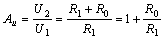 A_u = U_2/U_1 = (R_1 + R_0)/R_1 = 1 + R_0/R_1